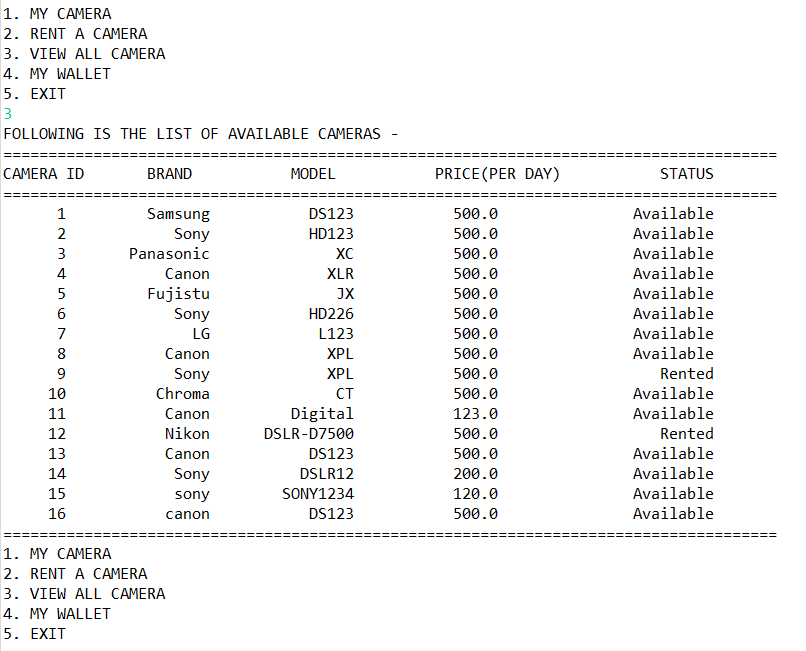 1. MY CAMERA
2. RENT A CAMERA
3. VIEW ALL CAMERA
4. MY WALLET
5. EXIT
3
FOLLOWING IS THE LIST OF AVAILABLE CAMERAS -
======================================================================================
CAMERA ID       BRAND           MODEL           PRICE(PER DAY)           STATUS
======================================================================================
      1         Samsung           DS123           500.0               Available
      2            Sony           HD123           500.0               Available
      3       Panasonic              XC           500.0               Available
      4           Canon             XLR           500.0               Available
      5         Fujistu              JX           500.0               Available
      6            Sony           HD226           500.0               Available
      7              LG            L123           500.0               Available
      8           Canon             XPL           500.0               Available
      9            Sony             XPL           500.0                  Rented
     10          Chroma              CT           500.0               Available
     11           Canon         Digital           123.0               Available
     12           Nikon      DSLR-D7500           500.0                  Rented
     13           Canon           DS123           500.0               Available
     14            Sony          DSLR12           200.0               Available
     15            sony        SONY1234           120.0               Available
     16           canon           DS123           500.0               Available
======================================================================================
1. MY CAMERA
2. RENT A CAMERA
3. VIEW ALL CAMERA
4. MY WALLET
5. EXIT